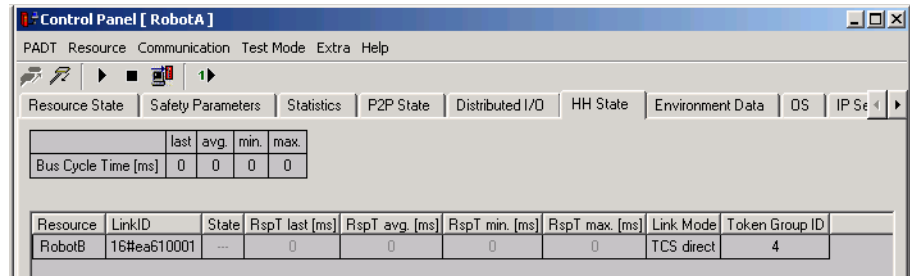 Control Panel [ RobotA ]
PADT Resource Communication Test Mode Extra Help
1
Resource State Safety Parameters Statistics P2P State Distributed I/O HH State Environment Data OS IP Se
last avg. min. max.
Bus Cycle Time [ms] 0 0 0 0
Resource LinkID State RspT last [ms] RspT avg. [ms] RspT min. [ms] RspT max. [ms] Link Mode Token Group ID
RobotB 16#ea610001 --- 0 0 0 0 TCS direct 4